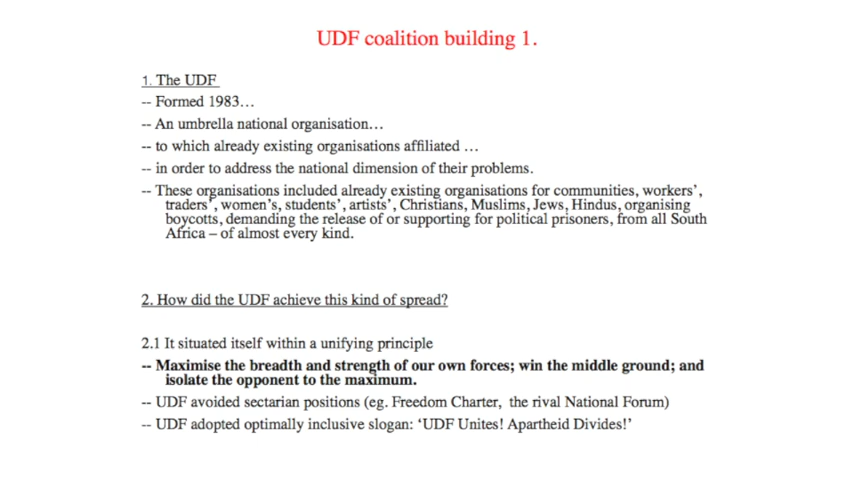 UDF coalition building 1.
1. The UDF
-- Formed 1983…
-- An umbrella national organisation…
-- to which already existing organisations affiliated …
-- in order to address the national dimension of their problems.
-- These organisations included already existing organisations for communities, workers’,
traders’, women’s, students’, artists’, Christians, Muslims, Jews, Hindus, organising
boycotts, demanding the release of or supporting for political prisoners, from all South
Africa – of almost every kind.
2. How did the UDF achieve this kind of spread?
2.1 It situated itself within a unifying principle
-- Maximise the breadth and strength of our own forces; win the middle ground; and
isolate the opponent to the maximum.
-- UDF avoided sectarian positions (eg. Freedom Charter, the rival National Forum)
-- UDF adopted optimally inclusive slogan: ‘UDF Unites! Apartheid Divides!’